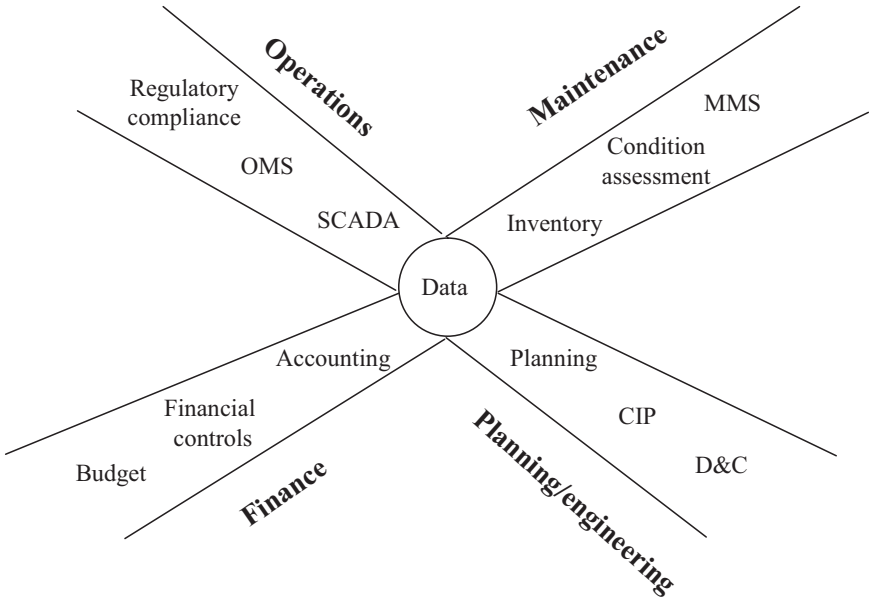 Operations
Maintenance
Regulatory
compliance
MMS
OMS
Condition
assessment
SCADA
Inventory
Data
Accounting
Planning
Financial
controls
CIP
Budget
D&C
Finance
Planning/engineering